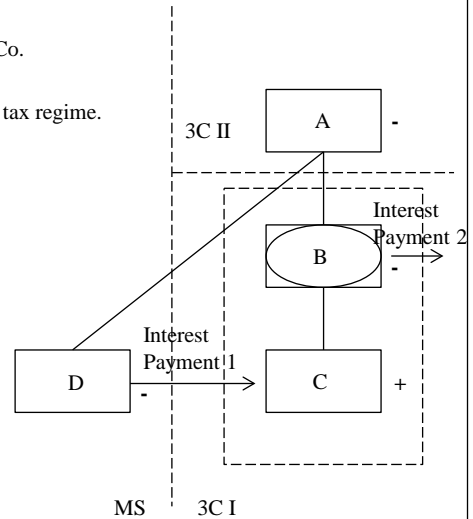 Co.
tax regime.
3C II
A
-
Interest
Payment 2
B
-
Interest
Payment 1
D
-
C
+
MS
3C I